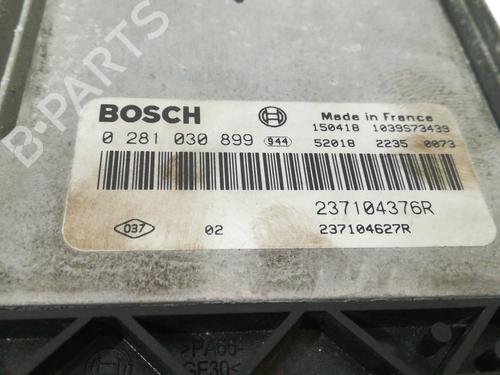 BOSCH
Made in France
150418 1039S73439
0 281 030 899 944
52018 2235 0073
237104376R
037 02 237104627R
>PA66-
GF30<
B-PARTS